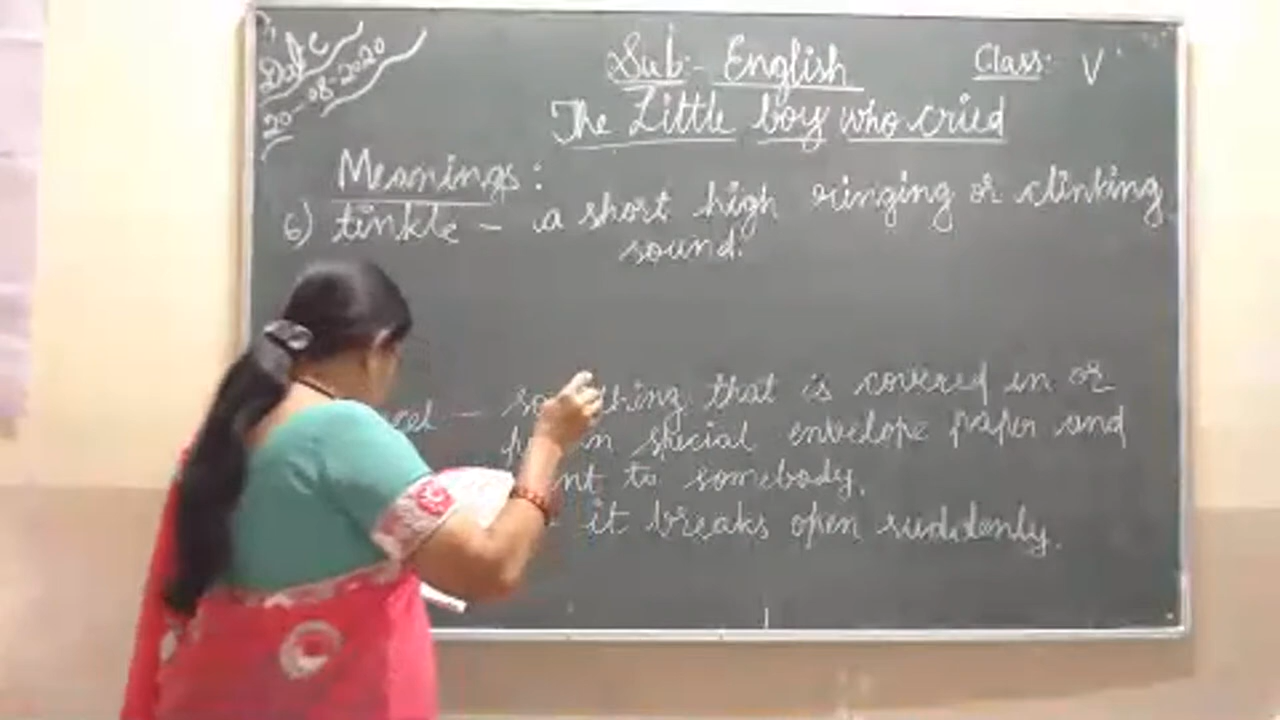 Date
20-08-2020
Sub:- English
Class: V
The Little boy who cried
Meanings:
6) tinkle - a short high ringing or clinking
sound.
- something that is covered in or
in special envelope paper and
to somebody.
- it breaks open suddenly.